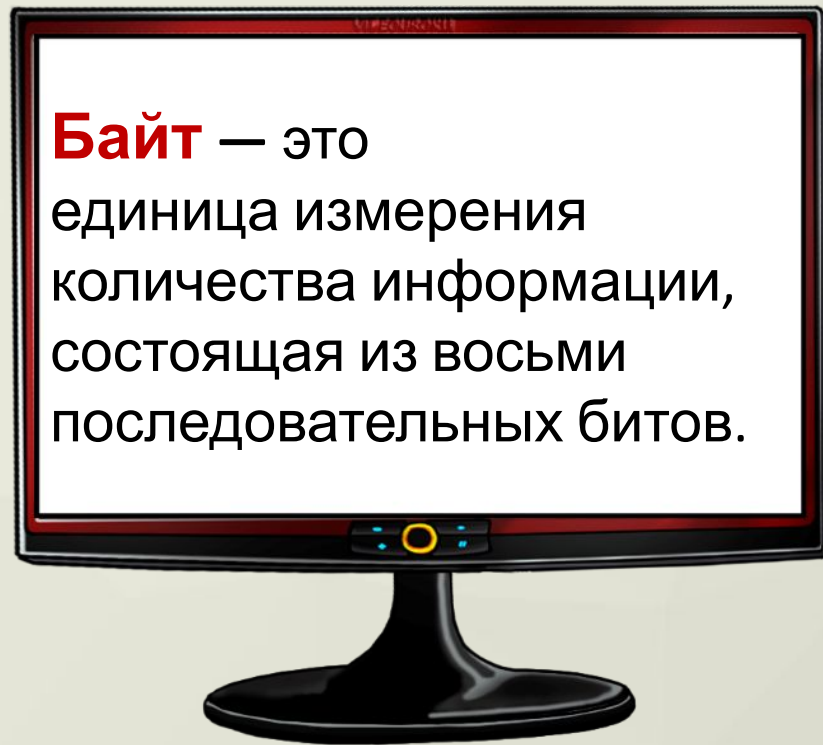 Байт — это
единица измерения
количества информации,
состоящая из восьми
последовательных битов.